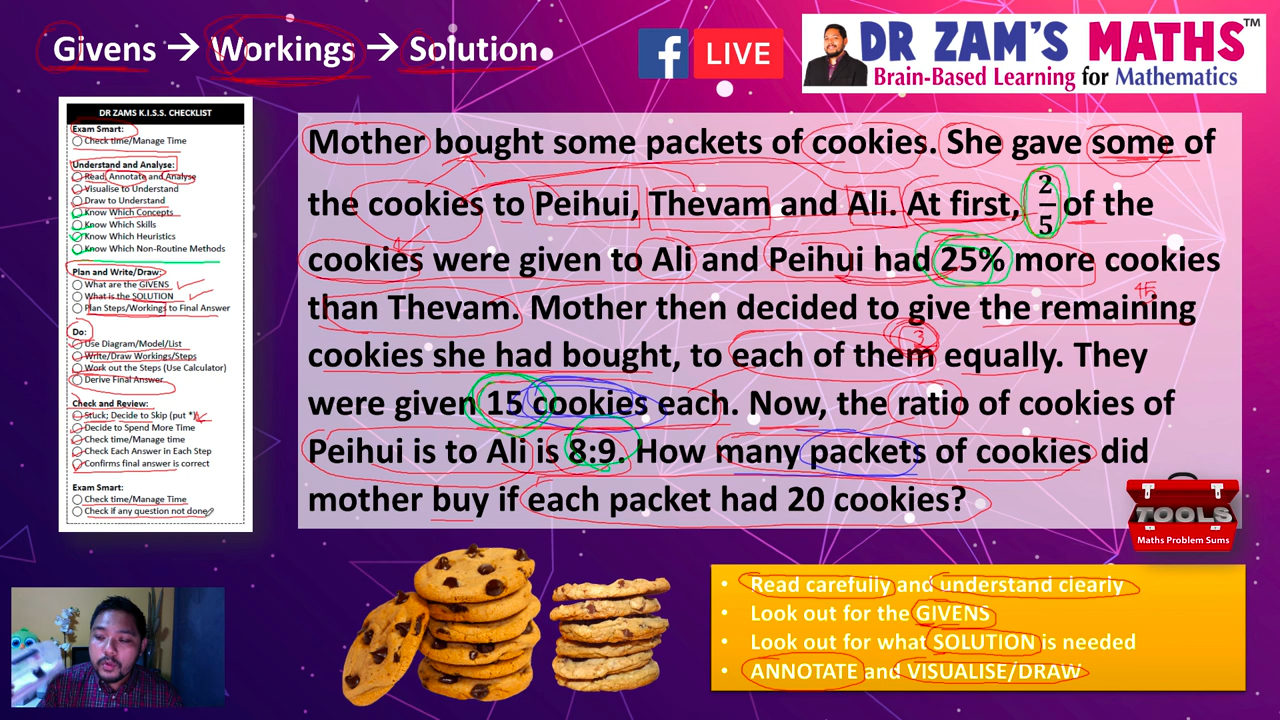 Givens → Workings → Solution
f LIVE
DR ZAM'S MATHS™
Brain-Based Learning for Mathematics
DR ZAMS K.I.S.S. CHECKLIST
Exam Smart:
Check time/Manage Time
Understand and Analyse:
Read, Annotate and Analyse
Visualise to Understand
Draw to Understand
Know Which Concepts
Know Which Skills
Know Which Heuristics
Know Which Non-Routine Methods
Plan and Write/Draw:
What are the GIVENS
What is the SOLUTION
Plan Steps/Workings to Final Answer
Do:
Use Diagram/Model/List
Write/Draw Workings/Steps
Work out the Steps (Use Calculator)
Derive Final Answer
Check and Review:
Stuck; Decide to Skip (put *)
Decide to Spend More Time
Check time/Manage time
Check Each Answer in Each Step
Confirms final answer is correct
Exam Smart:
Check time/Manage Time
Check if any question not done
Mother bought some packets of cookies. She gave some of
the cookies to Peihui, Thevam and Ali. At first, 2/5 of the
cookies were given to Ali and Peihui had 25% more cookies
than Thevam. Mother then decided to give the remaining
45
cookies she had bought, to each of them equally. They
3
were given 15 cookies each. Now, the ratio of cookies of
Peihui is to Ali is 8:9. How many packets of cookies did
mother buy if each packet had 20 cookies?
TOOLS
Maths Problem Sums
• Read carefully and understand clearly
• Look out for the GIVENS
• Look out for what SOLUTION is needed
• ANNOTATE and VISUALISE/DRAW